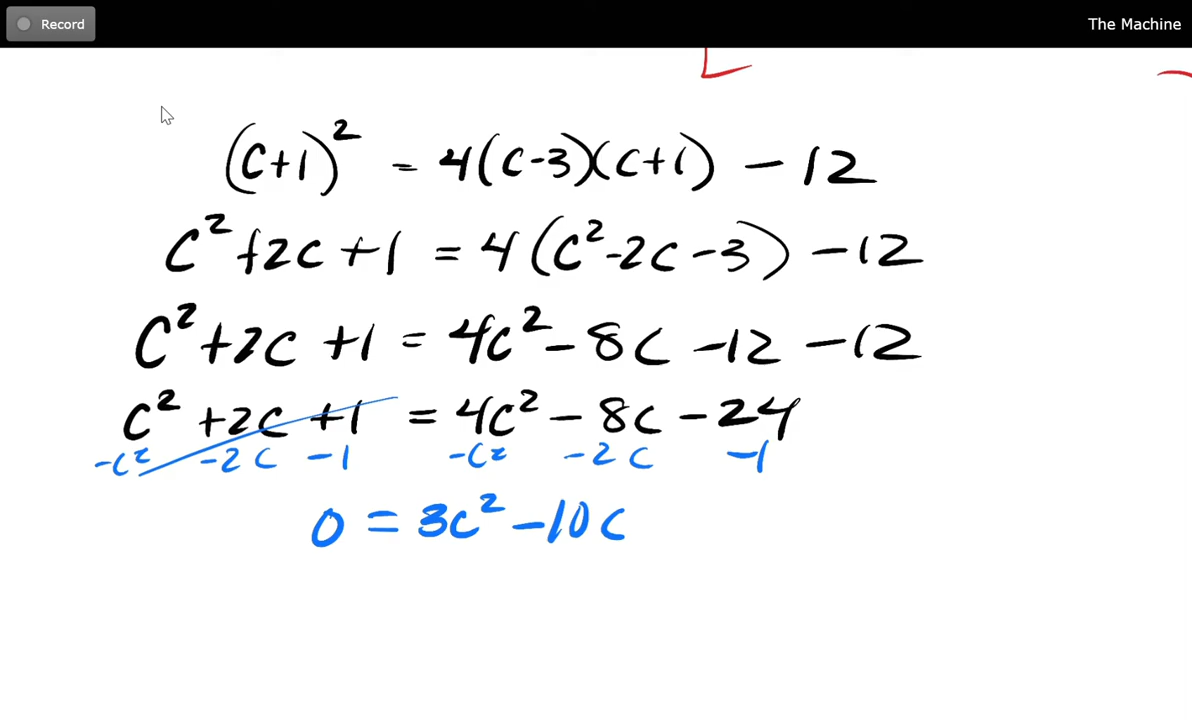 Record
The Machine
(c+1)² = 4(c-3)(c+1) - 12
c² +2c +1 = 4(c² -2c -3) -12
c² +2c +1 = 4c² - 8c -12 -12
c² +2c +1 = 4c² - 8c - 24
-c² -2c -1 -c² -2c -1
0 = 3c² -10c